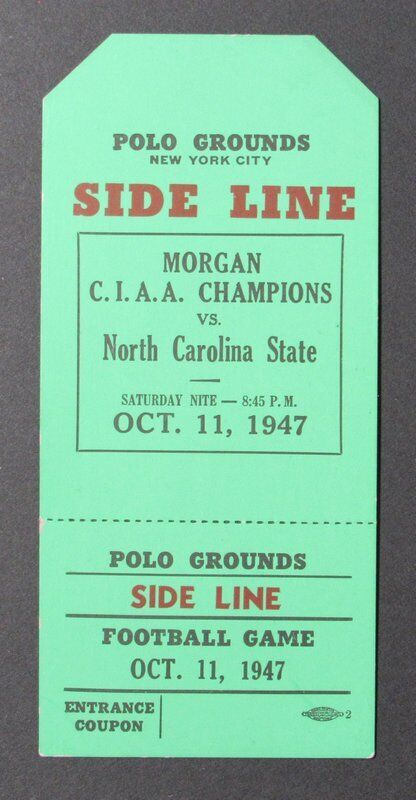 POLO GROUNDS
NEW YORK CITY
SIDE LINE
MORGAN
C. I. A. A. CHAMPIONS
VS.
North Carolina State
SATURDAY NITE — 8:45 P. M.
OCT. 11, 1947
POLO GROUNDS
SIDE LINE
FOOTBALL GAME
OCT. 11, 1947
ENTRANCE
COUPON
2